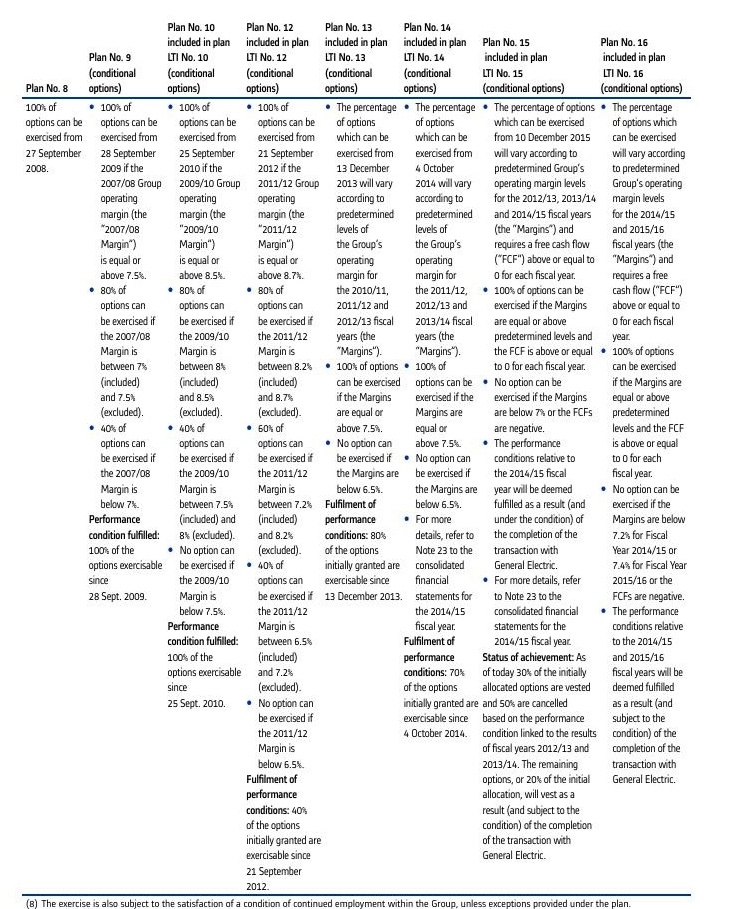 Plan No. 8
100% of
options can be
exercised from
27 September
2008.
Plan No. 9
(conditional
options)
• 100% of
options can be
exercised from
28 September
2009 if the
2007/08 Group
operating
margin (the
“2007/08
Margin”)
is equal or
above 7.5%.
• 80% of
options can
be exercised if
the 2007/08
Margin is
between 7%
(included)
and 7.5%
(excluded).
• 40% of
options can
be exercised if
the 2007/08
Margin is
below 7%.
Performance
condition fulfilled:
100% of the
options exercisable
since
28 Sept. 2009.
Plan No. 10
included in plan
LTI No. 10
(conditional
options)
• 100% of
options can be
exercised from
25 September
2010 if the
2009/10 Group
operating
margin (the
“2009/10
Margin”)
is equal or
above 8.5%.
• 80% of
options can
be exercised if
the 2009/10
Margin is
between 8%
(included)
and 8.5%
(excluded).
• 40% of
options can
be exercised if
the 2009/10
Margin is
between 7.5%
(included) and
8% (excluded).
• No option can
be exercised if
the 2009/10
Margin is
below 7.5%.
Performance
condition fulfilled:
100% of the
options exercisable
since
25 Sept. 2010.
Plan No. 12
included in plan
LTI No. 12
(conditional
options)
• 100% of
options can be
exercised from
21 September
2012 if the
2011/12 Group
operating
margin (the
“2011/12
Margin”)
is equal or
above 8.7%.
• 80% of
options can
be exercised if
the 2011/12
Margin is
between 8.2%
(included)
and 8.7%
(excluded).
• 60% of
options can
be exercised if
the 2011/12
Margin is
between 7.2%
(included)
and 8.2%
(excluded).
• 40% of
options can
be exercised if
the 2011/12
Margin is
between 6.5%
(included)
and 7.2%
(excluded).
• No option can
be exercised if
the 2011/12
Margin is
below 6.5%.
Fulfilment of
performance
conditions: 40%
of the options
initially granted are
exercisable since
21 September
2012.
Plan No. 13
included in plan
LTI No. 13
(conditional
options)
• The percentage
of options
which can be
exercised from
13 December
2013 will vary
according to
predetermined
levels of
the Group’s
operating
margin for
the 2010/11,
2011/12 and
2012/13 fiscal
years (the
“Margins”).
• 100% of options
can be exercised
if the Margins
are equal or
above 7.5%.
• No option can
be exercised if
the Margins are
below 6.5%.
Fulfilment of
performance
conditions: 80%
of the options
initially granted are
exercisable since
13 December 2013.
Plan No. 14
included in plan
LTI No. 14
(conditional
options)
• The percentage
of options
which can be
exercised from
4 October
2014 will vary
according to
predetermined
levels of
the Group’s
operating
margin for
the 2011/12,
2012/13 and
2013/14 fiscal
years (the
“Margins”).
• 100% of
options can be
exercised if the
Margins are
equal or
above 7.5%.
• No option can
be exercised if
the Margins are
below 6.5%.
• For more
details, refer to
Note 23 to the
consolidated
financial
statements for
the 2014/15
fiscal year.
Fulfilment of
performance
conditions: 70%
of the options
initially granted are
exercisable since
4 October 2014.
Plan No. 15
included in plan
LTI No. 15
(conditional options)
• The percentage of options
which can be exercised
from 10 December 2015
will vary according to
predetermined Group’s
operating margin levels
for the 2012/13, 2013/14
and 2014/15 fiscal years
(the “Margins”) and
requires a free cash flow
(“FCF”) above or equal to
0 for each fiscal year.
• 100% of options can be
exercised if the Margins
are equal or above
predetermined levels and
the FCF is above or equal
to 0 for each fiscal year.
• No option can be
exercised if the Margins
are below 7% or the FCFs
are negative.
• The performance
conditions relative to
the 2014/15 fiscal
year will be deemed
fulfilled as a result (and
under the condition) of
the completion of the
transaction with
General Electric.
• For more details, refer
to Note 23 to the
consolidated financial
statements for the
2014/15 fiscal year.
Status of achievement: As
of today 30% of the initially
allocated options are vested
and 50% are cancelled
based on the performance
condition linked to the results
of fiscal years 2012/13 and
2013/14. The remaining
options, or 20% of the initial
allocation, will vest as a
result (and subject to the
condition) of the completion
of the transaction with
General Electric.
Plan No. 16
included in plan
LTI No. 16
(conditional options)
• The percentage
of options which
can be exercised
will vary according
to predetermined
Group’s operating
margin levels
for the 2014/15
and 2015/16
fiscal years (the
“Margins”) and
requires a free
cash flow (“FCF”)
above or equal to
0 for each fiscal
year.
• 100% of options
can be exercised
if the Margins are
equal or above
predetermined
levels and the FCF
is above or equal
to 0 for each
fiscal year.
• No option can be
exercised if the
Margins are below
7.2% for Fiscal
Year 2014/15 or
7.4% for Fiscal Year
2015/16 or the
FCFs are negative.
• The performance
conditions relative
to the 2014/15
and 2015/16
fiscal years will be
deemed fulfilled
as a result (and
subject to the
condition) of the
completion of the
transaction with
General Electric.
(8) The exercise is also subject to the satisfaction of a condition of continued employment within the Group, unless exceptions provided under the plan.